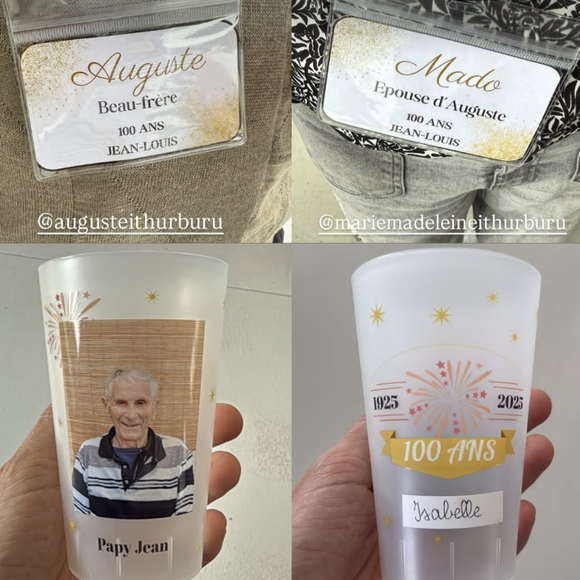 Auguste
Beau-frère
100 ANS
JEAN-LOUIS
@augusteithurburu
Mado
Epouse d'Auguste
100 ANS
JEAN-LOUIS
@mariemadeleineithurburu
Papy Jean
1925 2025
100 ANS
Isabelle